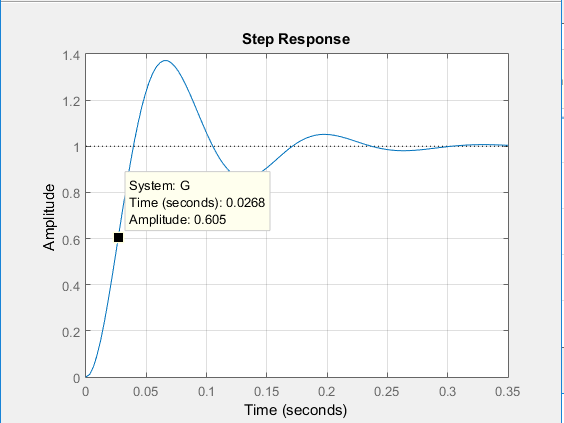 Step Response
1.4
1.2
1
0.8
0.6
0.4
0.2
0
Amplitude
System: G
Time (seconds): 0.0268
Amplitude: 0.605
0 0.05 0.1 0.15 0.2 0.25 0.3 0.35
Time (seconds)